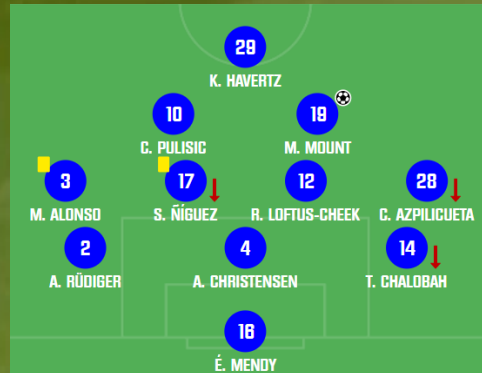 29
K. HAVERTZ
10
19
C. PULISIC
M. MOUNT
3
17
12
28
M. ALONSO
S. ÑÍGUEZ
R. LOFTUS-CHEEK
C. AZPILICUETA
2
4
14
A. RÜDIGER
A. CHRISTENSEN
T. CHALOBAH
16
É. MENDY